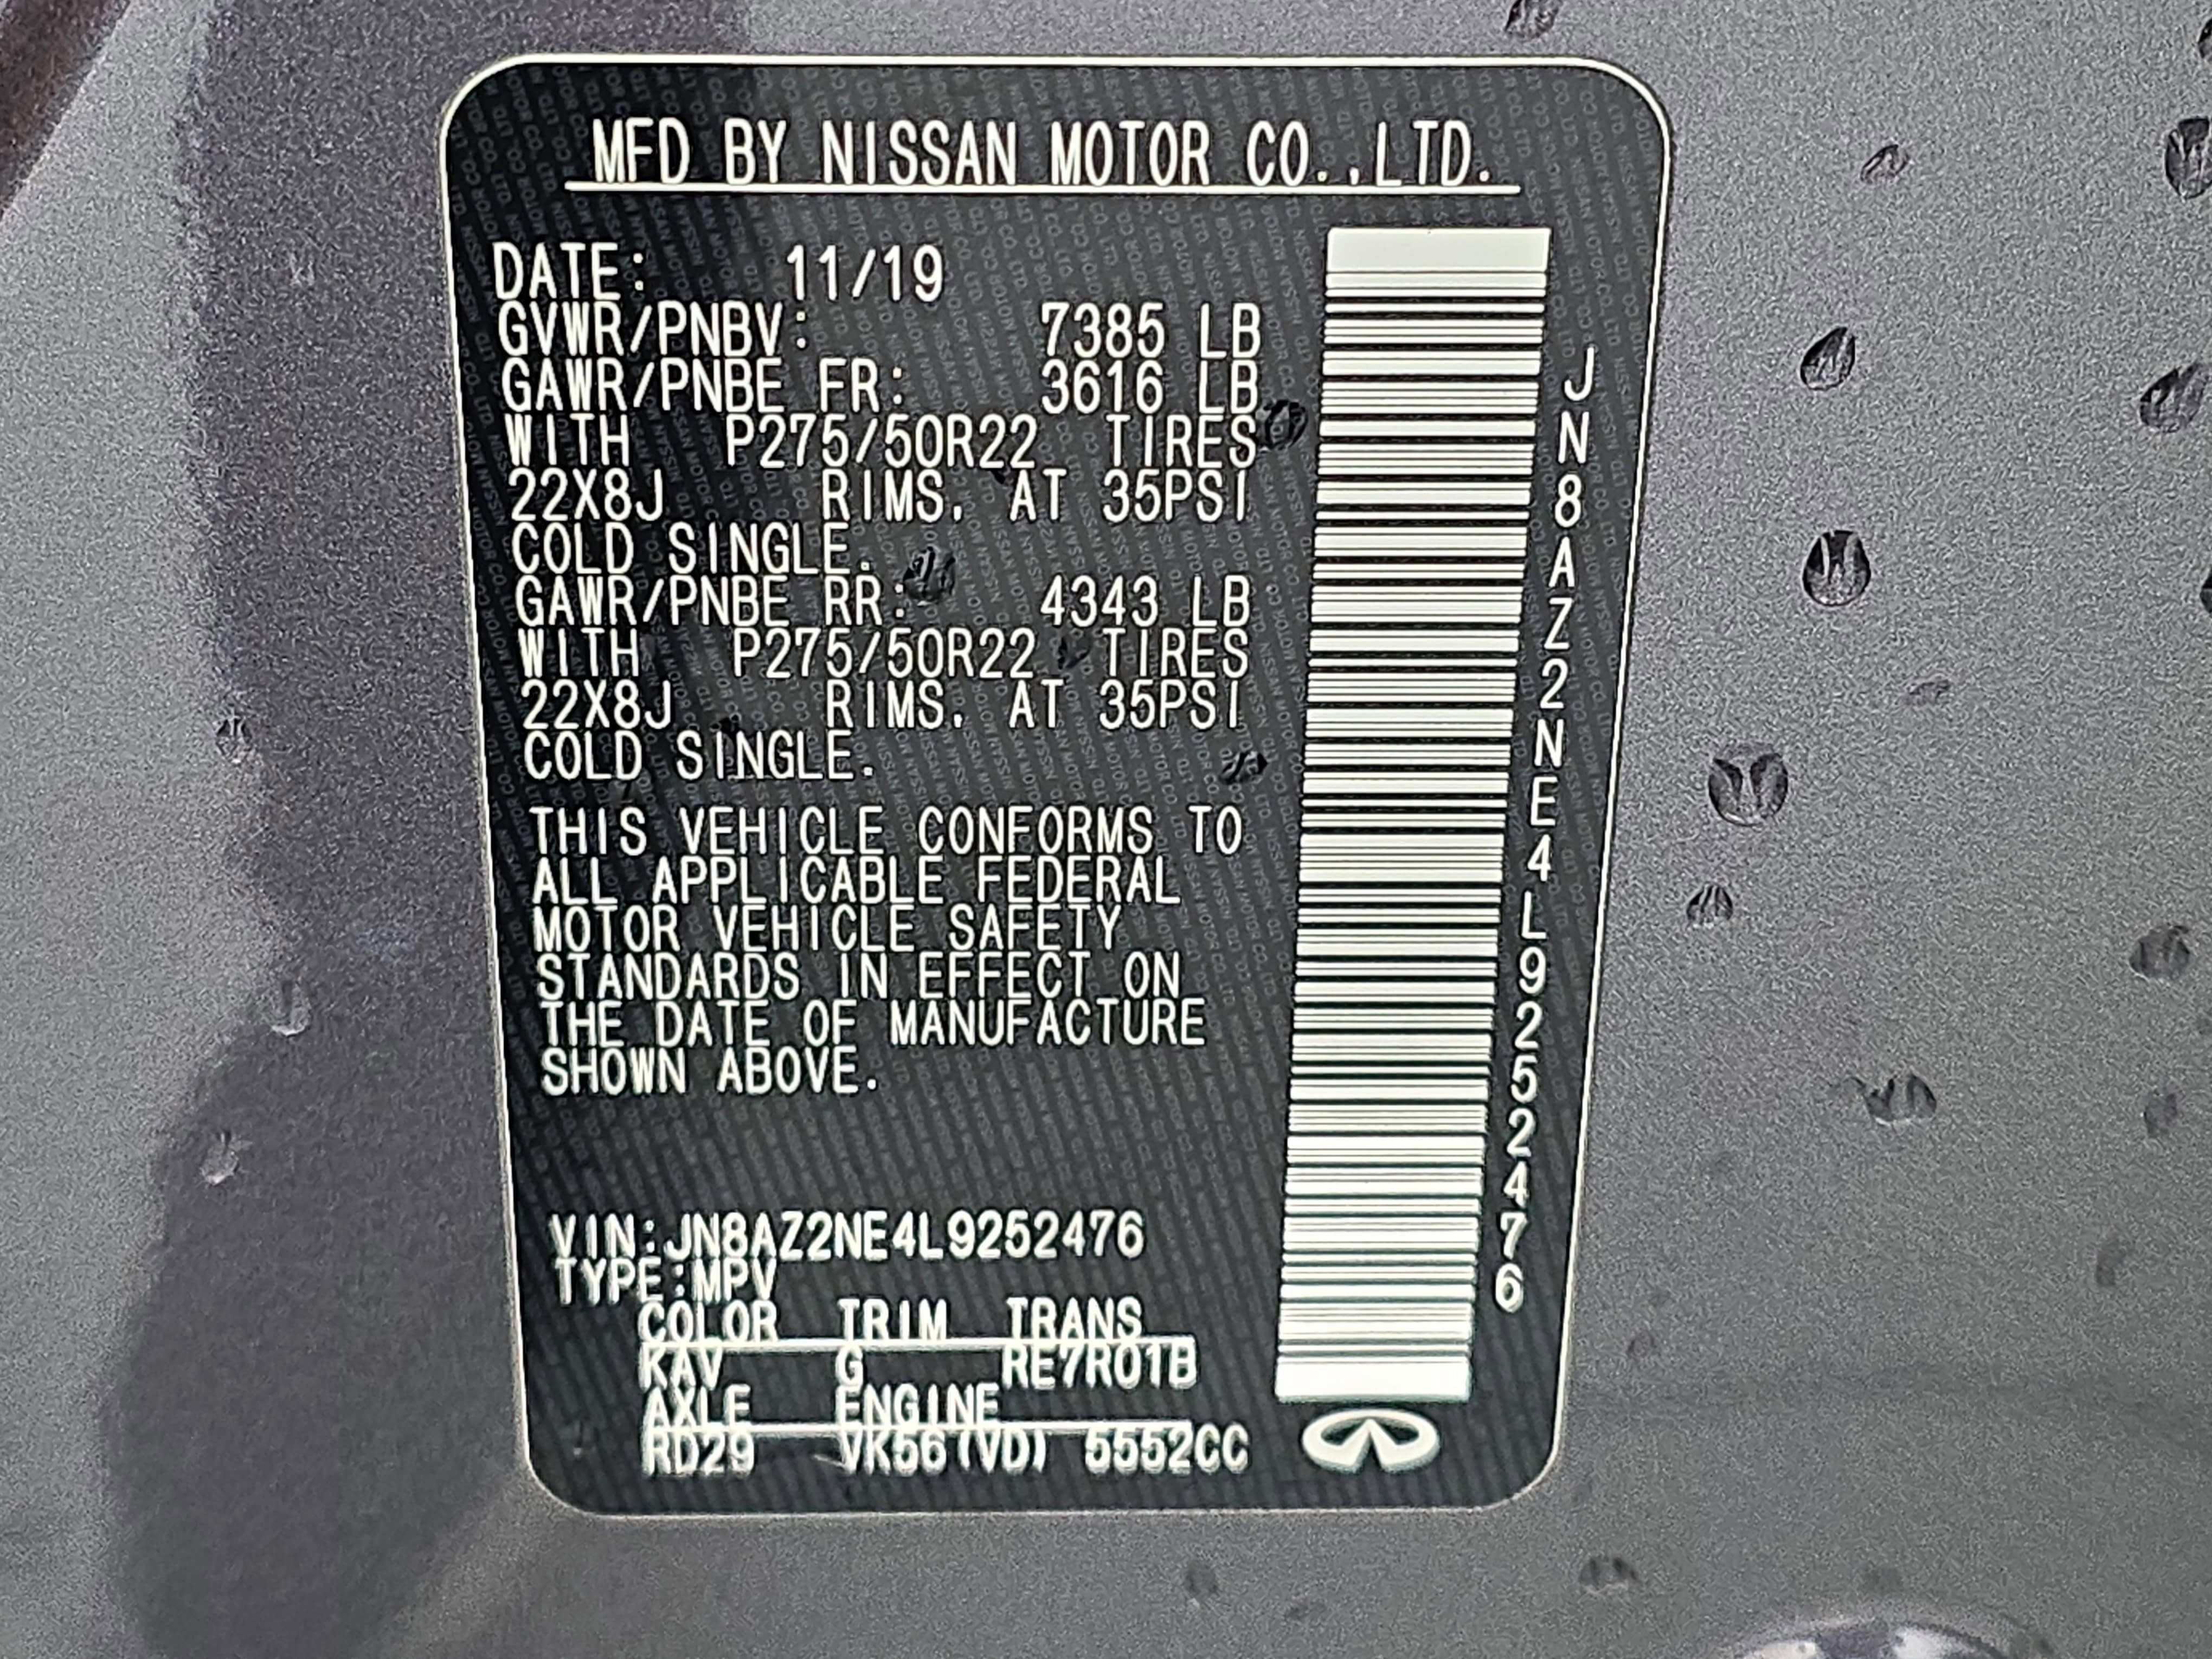 MFD BY NISSAN MOTOR CO.,LTD.
DATE: 11/19
GVWR/PNBV: 7385 LB
GAWR/PNBE FR: 3616 LB
WITH P275/50R22 TIRES
22X8J RIMS. AT 35PSI
COLD SINGLE.
GAWR/PNBE RR: 4343 LB
WITH P275/50R22 TIRES
22X8J RIMS. AT 35PSI
COLD SINGLE.
THIS VEHICLE CONFORMS TO
ALL APPLICABLE FEDERAL
MOTOR VEHICLE SAFETY
STANDARDS IN EFFECT ON
THE DATE OF MANUFACTURE
SHOWN ABOVE.
VIN:JN8AZ2NE4L9252476
TYPE:MPV
COLOR TRIM TRANS
KAV G RE7R01B
AXLE ENGINE
RD29 VK56(VD) 5552CC
JN8AZ2NE4L9252476